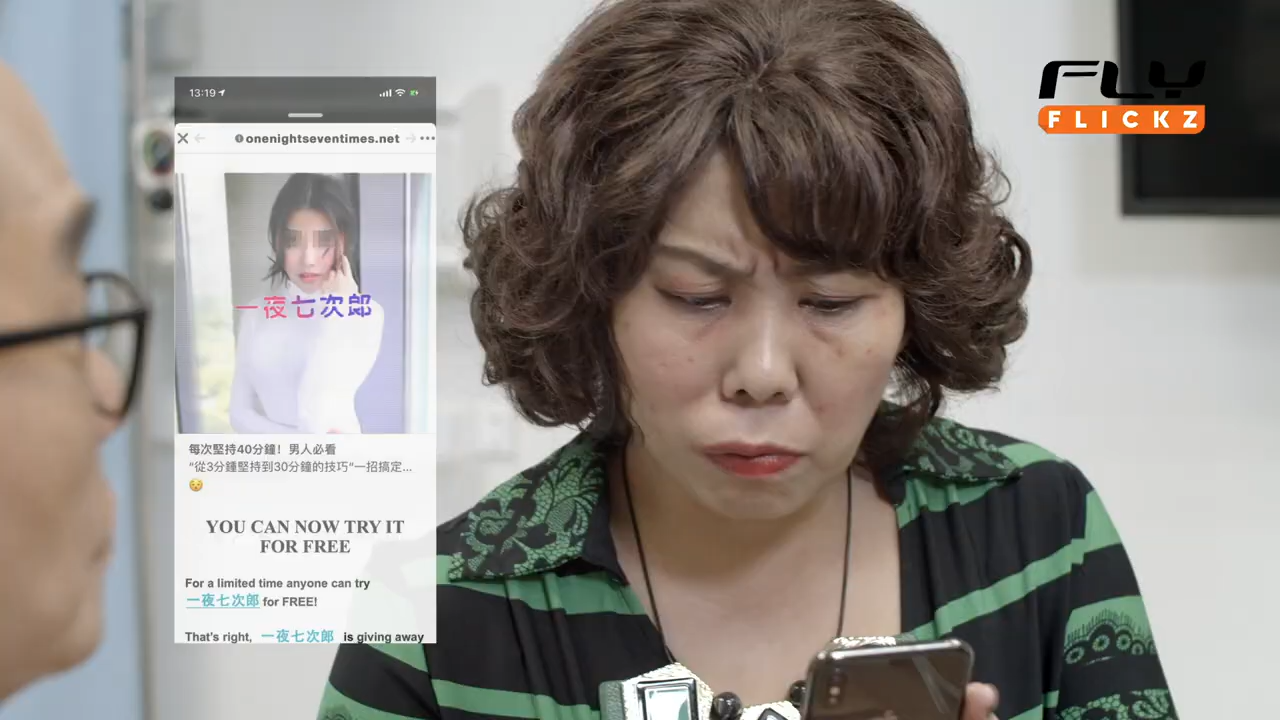 13:19
onenightseventimes.net
FLY
FLICKZ
一夜七次郎
每次堅持40分鐘！男人必看
“從3分鍾堅持到30分鐘的技巧”一招搞定...
YOU CAN NOW TRY IT
FOR FREE
For a limited time anyone can try
一夜七次郎 for FREE!
That's right, 一夜七次郎 is giving away